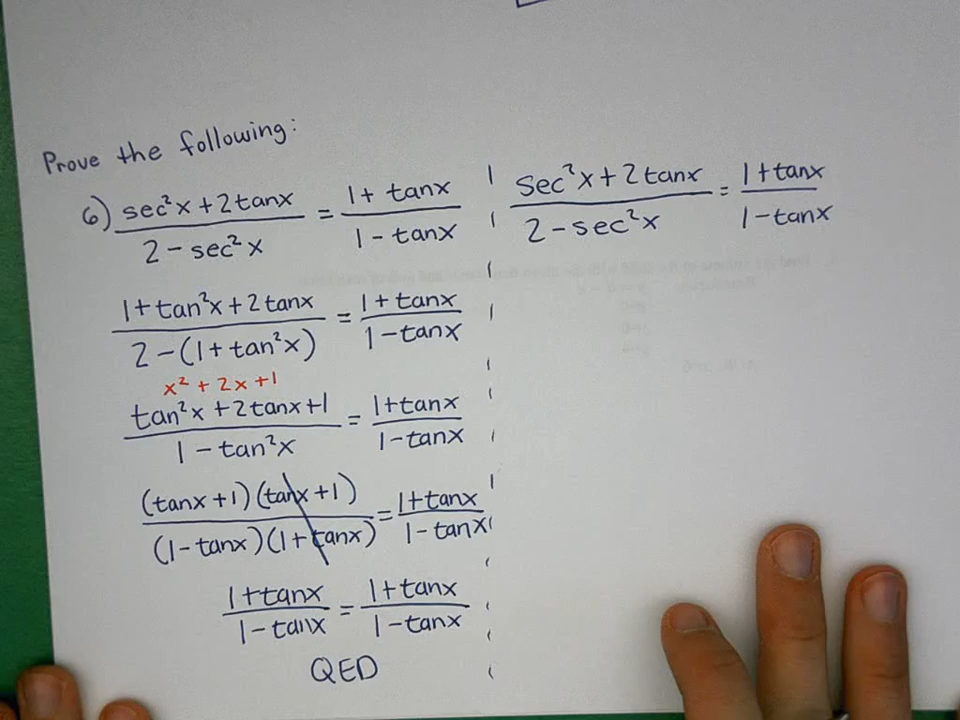 Prove the following:
6) sec²x + 2tanx / 2 - sec²x = 1 + tanx / 1 - tanx
1 + tan²x + 2tanx / 2 - (1 + tan²x) = 1 + tanx / 1 - tanx
x² + 2x + 1
tan²x + 2tanx + 1 / 1 - tan²x = 1 + tanx / 1 - tanx
(tanx + 1)(tanx + 1) / (1 - tanx)(1 + tanx) = 1 + tanx / 1 - tanx
1 + tanx / 1 - tanx = 1 + tanx / 1 - tanx
QED
sec²x + 2tanx / 2 - sec²x = 1 + tanx / 1 - tanx